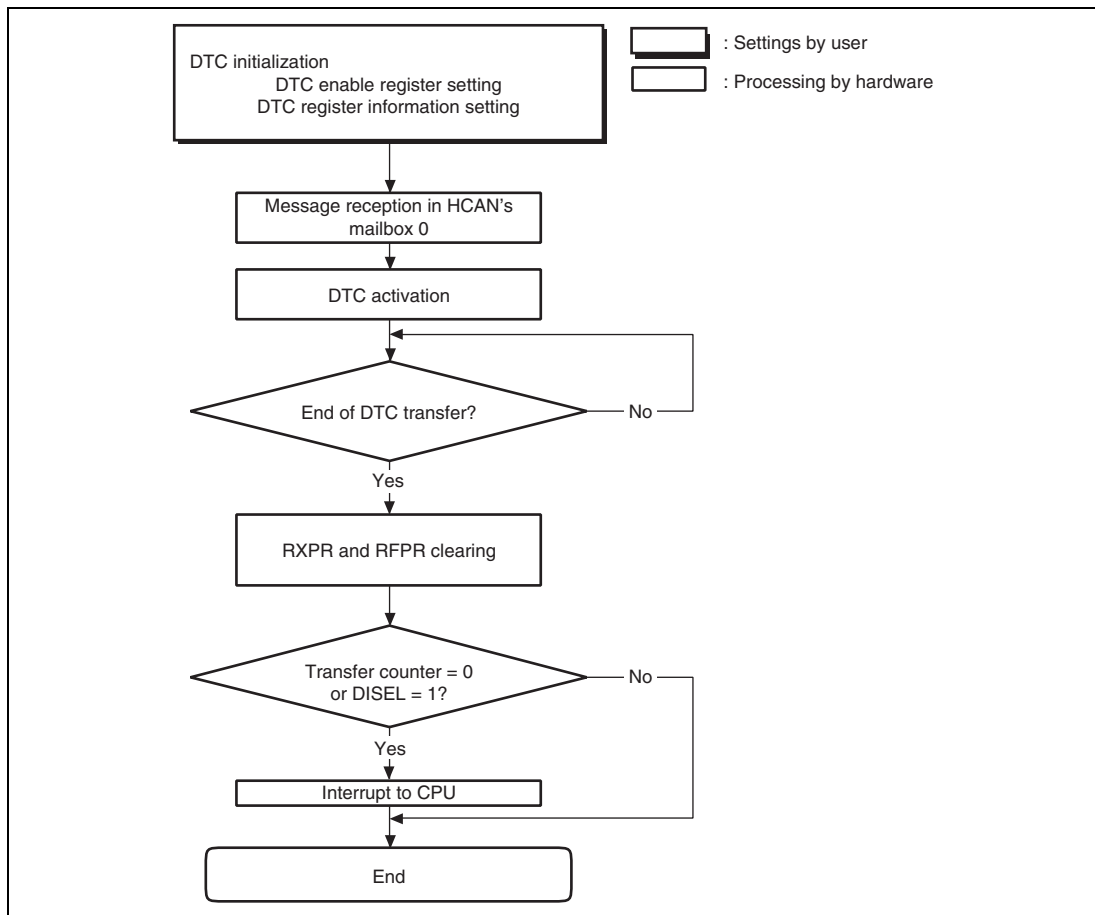 DTC initialization
DTC enable register setting
DTC register information setting
: Settings by user
: Processing by hardware
Message reception in HCAN's
mailbox 0
DTC activation
End of DTC transfer?
No
Yes
RXPR and RFPR clearing
Transfer counter = 0
or DISEL = 1?
No
Yes
Interrupt to CPU
End